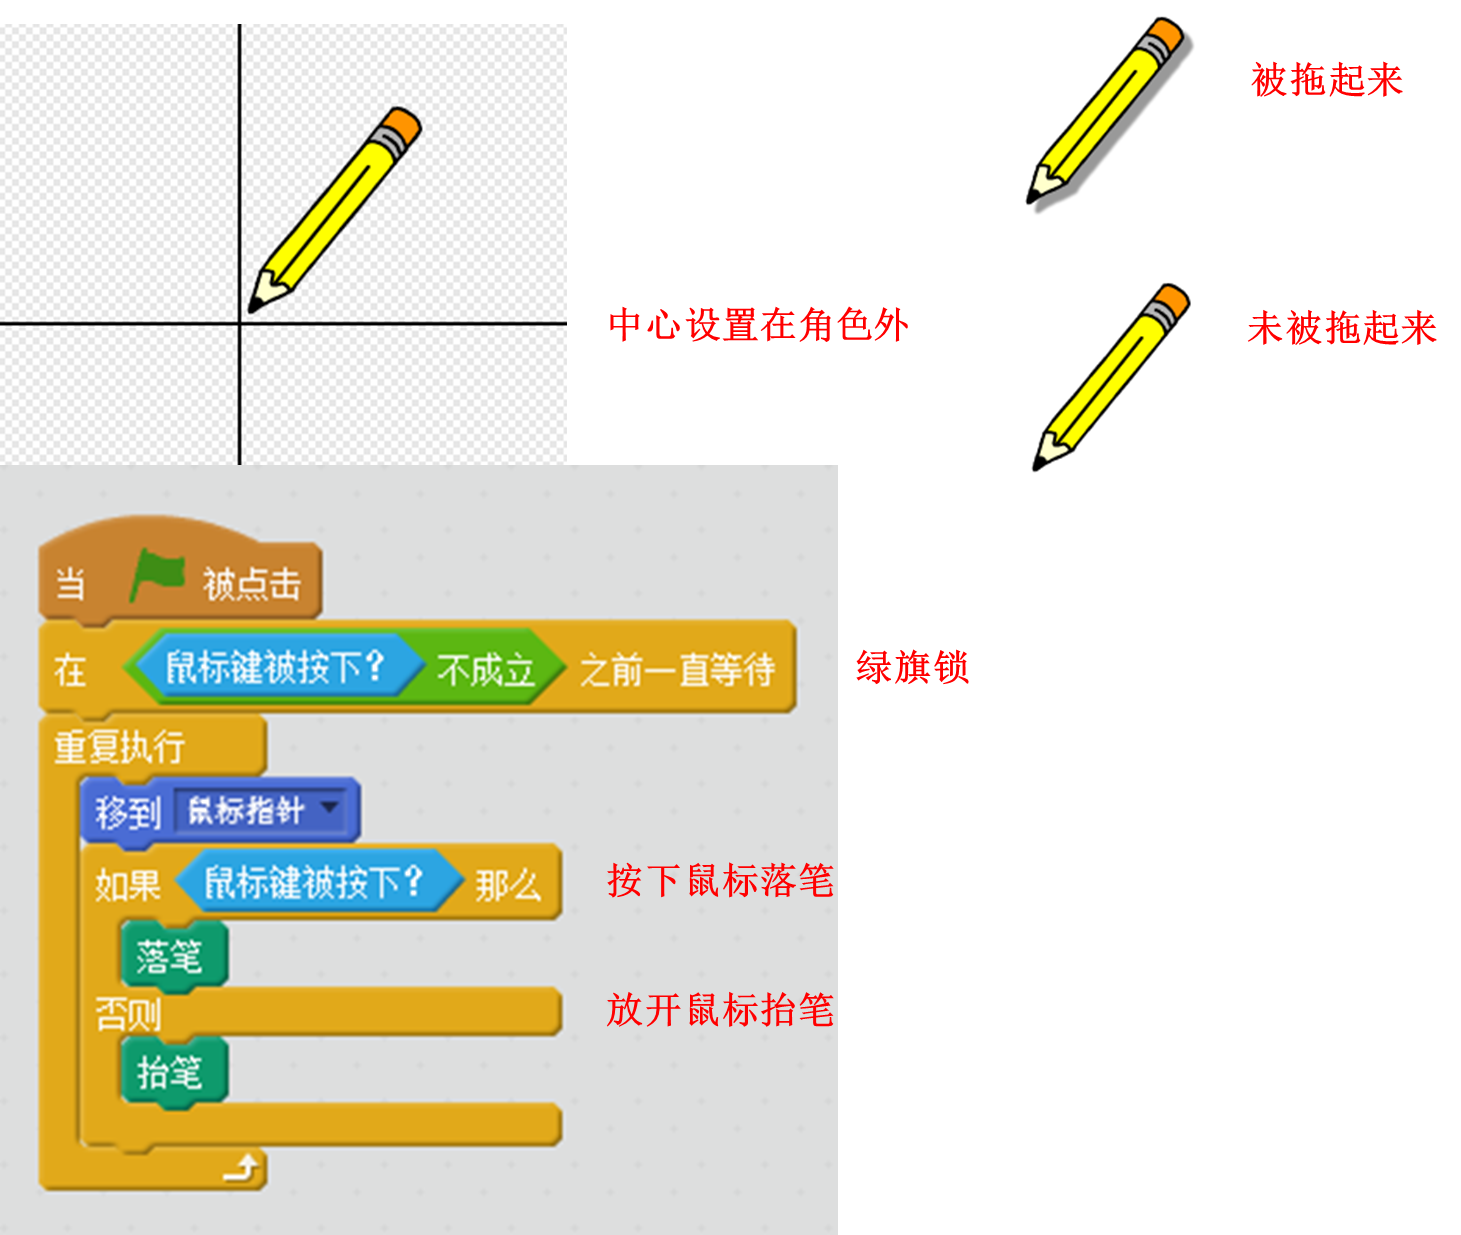 被拖起来
中心设置在角色外
未被拖起来
当 被点击
在 鼠标键被按下? 不成立 之前一直等待
绿旗锁
重复执行
移到 鼠标指针
如果 鼠标键被按下? 那么
按下鼠标落笔
落笔
否则
放开鼠标抬笔
抬笔